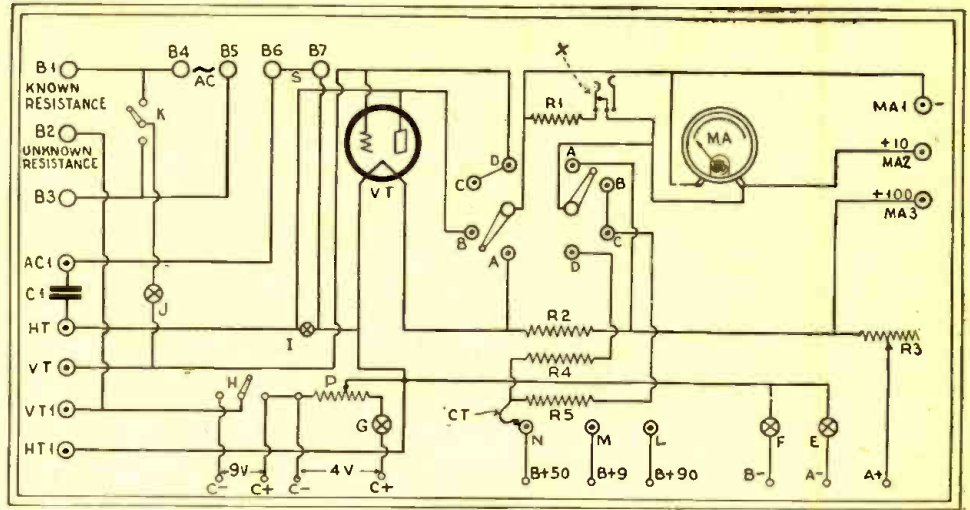 B4 B5 B6 B7
B1
AC
S
KNOWN
RESISTANCE
K
B2
UNKNOWN
RESISTANCE
B3
X
R1
MA
MA1 -
+10
MA2
+100
MA3
D
C
B
A
VT
A
B
C
D
AC1
C1
J
HT
I
R2
R3
VT
R4
H
P
VT1
G
CT
R5
N
M
L
F
E
HT1
C- 9V C+ C- 4V C+
B+50 B+9 B+90 B- A- A+